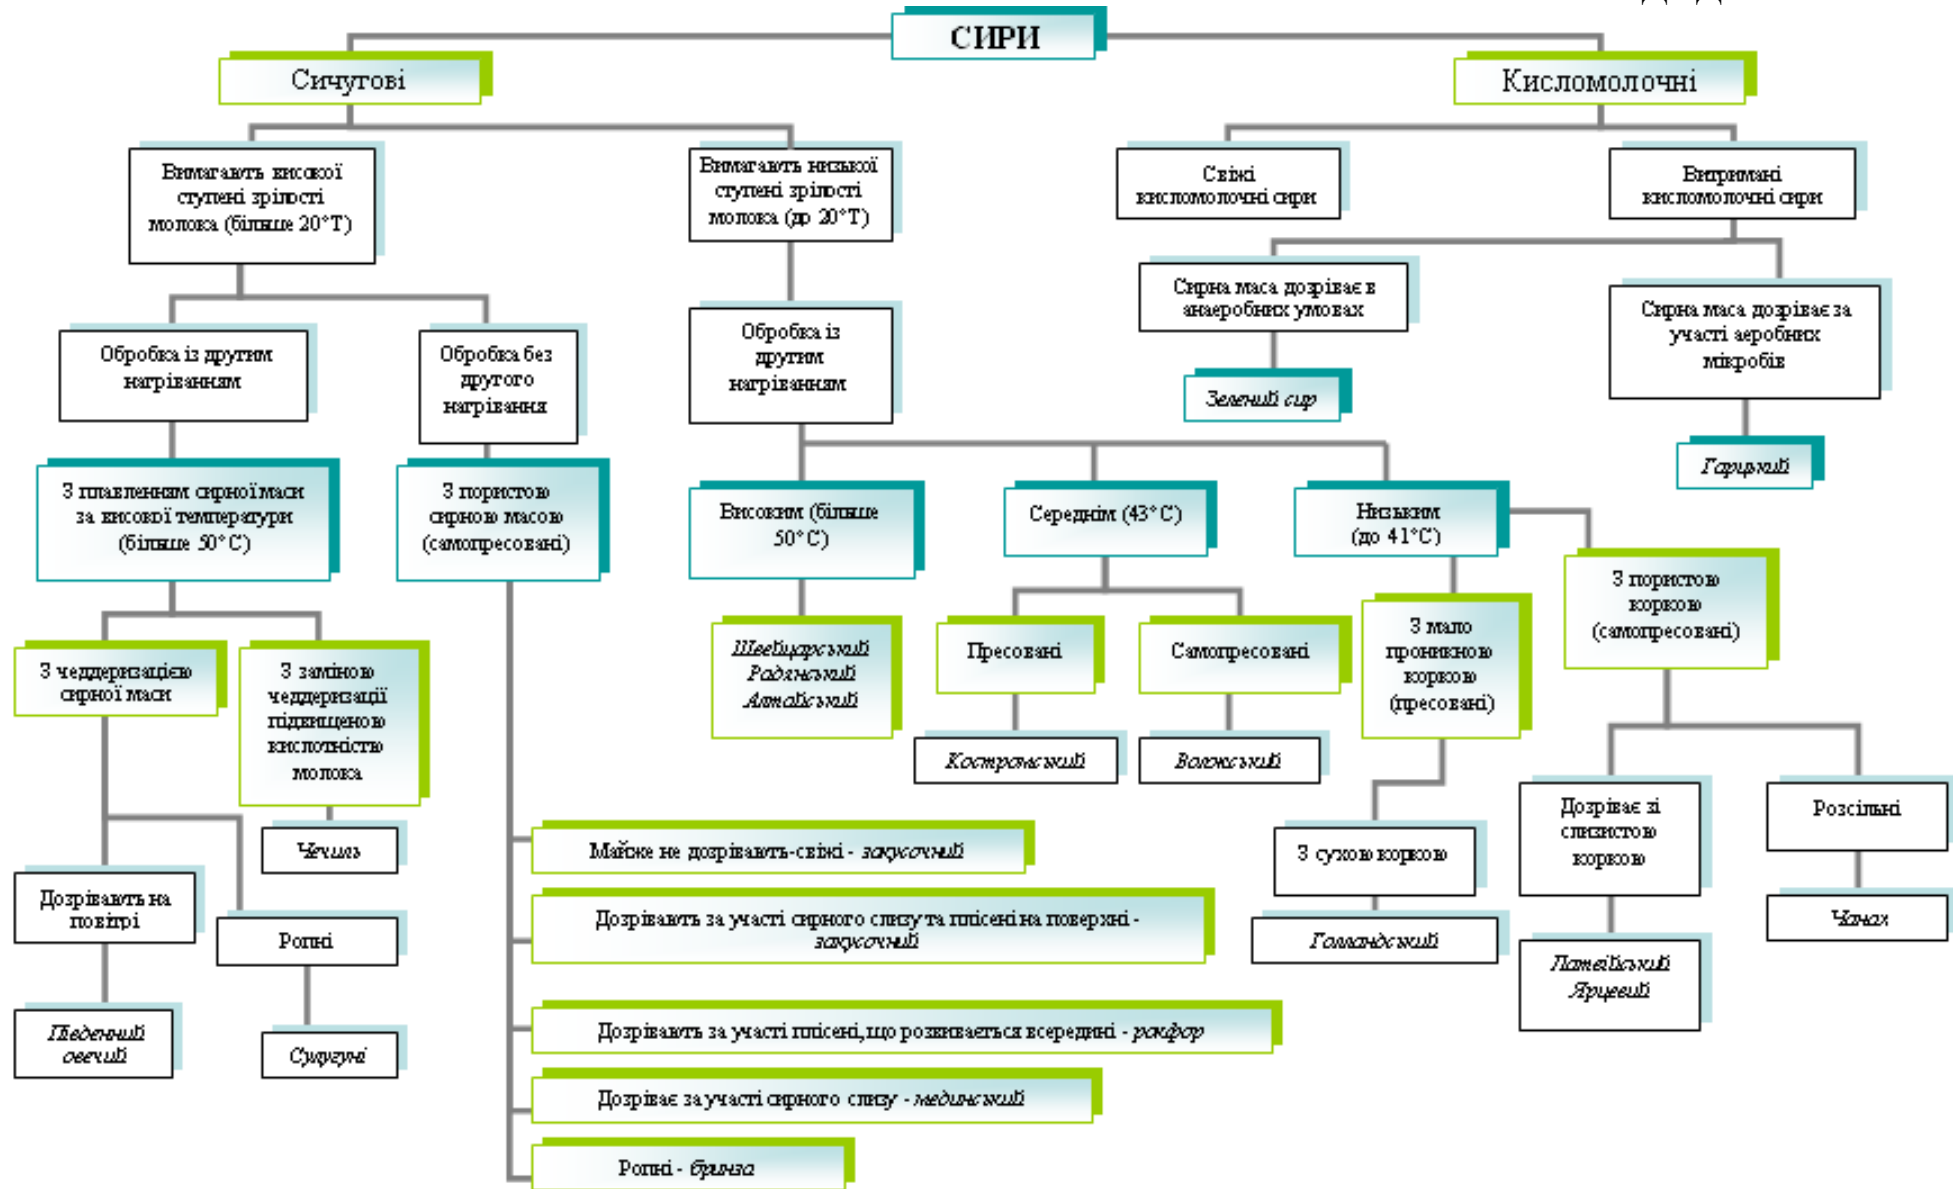 СИРИ
Сичугові
Кисломолочні
Вимагають високої
ступені зрілості
молока (більше 20°Т)
Вимагають низької
ступені зрілості
молока (до 20°Т)
Свіжі
кисломолочні сири
Витримані
кисломолочні сири
Обробка із другим
нагріванням
Обробка без
другого
нагрівання
Обробка із
другим
нагріванням
Сирна маса дозріває в
анаеробних умовах
Сирна маса дозріває за
участі аеробних
мікробів
Зелений сир
Гарцький
З плавленням сирної маси
за високої температури
(більше 50°С)
З пористою
сирною масою
(самопресовані)
Високим (більше
50°С)
Середнім (43°С)
Низьким
(до 41°С)
З чеддеризацією
сирної маси
З заміною
чеддеризації
підвищеною
кислотністю
молока
Швейцарський
Радянський
Алтайський
Пресовані
Самопресовані
З мало
проникною
коркою
(пресовані)
З пористою
коркою
(самопресовані)
Костромський
Волжський
Чечиль
Дозрівають на
повітрі
Ропні
Південний
овечий
Сулугуні
Майже не дозрівають-свіжі - закусочний
Дозрівають за участі сирного слизу та плісені на поверхні -
закусочний
Дозрівають за участі плісені, що розвивається всередині - рокфор
Дозріває за участі сирного слизу - мединський
Ропні - бринза
З сухою коркою
Голландський
Дозріває зі
слизистою
коркою
Розсільні
Латвійський
Ярцевий
Чанах